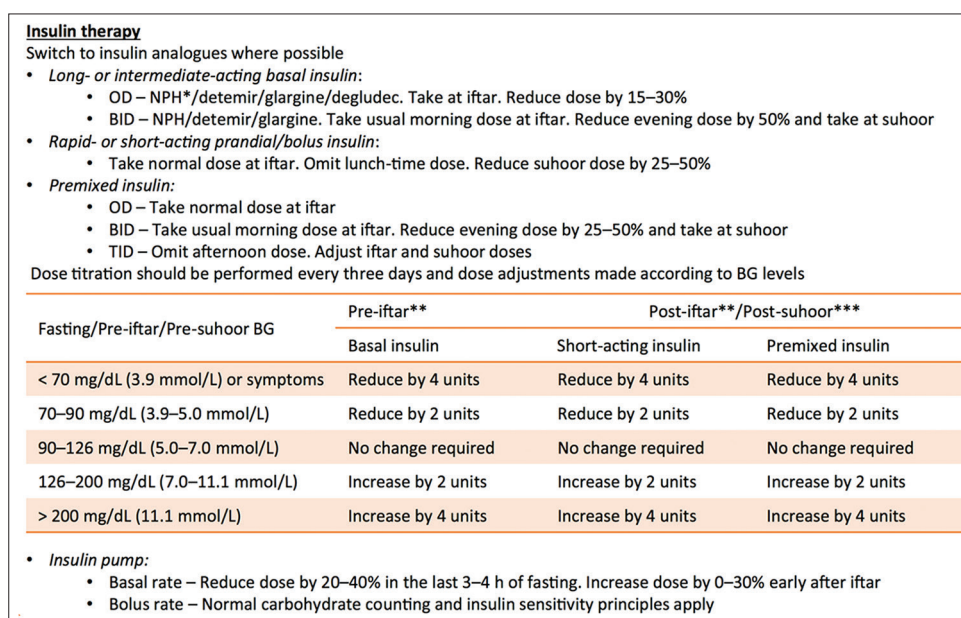 Insulin therapy
Switch to insulin analogues where possible
• Long- or intermediate-acting basal insulin:
• OD – NPH*/detemir/glargine/degludec. Take at iftar. Reduce dose by 15–30%
• BID – NPH/detemir/glargine. Take usual morning dose at iftar. Reduce evening dose by 50% and take at suhoor
• Rapid- or short-acting prandial/bolus insulin:
• Take normal dose at iftar. Omit lunch-time dose. Reduce suhoor dose by 25–50%
• Premixed insulin:
• OD – Take normal dose at iftar
• BID – Take usual morning dose at iftar. Reduce evening dose by 25–50% and take at suhoor
• TID – Omit afternoon dose. Adjust iftar and suhoor doses
Dose titration should be performed every three days and dose adjustments made according to BG levels
Fasting/Pre-iftar/Pre-suhoor BG
Pre-iftar** Post-iftar**/Post-suhoor***
Basal insulin Short-acting insulin Premixed insulin
< 70 mg/dL (3.9 mmol/L) or symptoms Reduce by 4 units Reduce by 4 units Reduce by 4 units
70–90 mg/dL (3.9–5.0 mmol/L) Reduce by 2 units Reduce by 2 units Reduce by 2 units
90–126 mg/dL (5.0–7.0 mmol/L) No change required No change required No change required
126–200 mg/dL (7.0–11.1 mmol/L) Increase by 2 units Increase by 2 units Increase by 2 units
> 200 mg/dL (11.1 mmol/L) Increase by 4 units Increase by 4 units Increase by 4 units
• Insulin pump:
• Basal rate – Reduce dose by 20–40% in the last 3–4 h of fasting. Increase dose by 0–30% early after iftar
• Bolus rate – Normal carbohydrate counting and insulin sensitivity principles apply